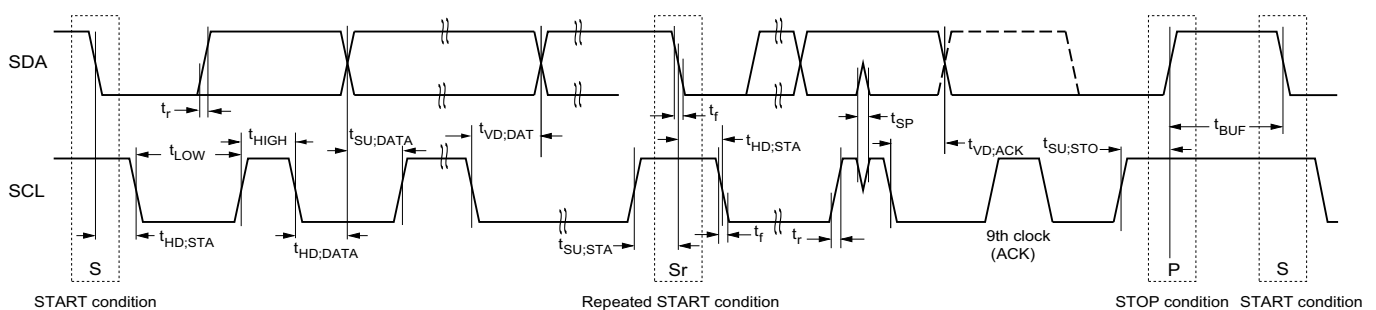 SDA
t_r
t_LOW
t_HIGH
t_SU;DATA
t_VD;DAT
t_f
t_HD;STA
t_SP
t_VD;ACK
t_SU;STO
t_BUF
SCL
t_HD;STA
t_HD;DATA
t_SU;STA
t_f
t_r
9th clock
(ACK)
S
Sr
P
S
START condition
Repeated START condition
STOP condition
START condition